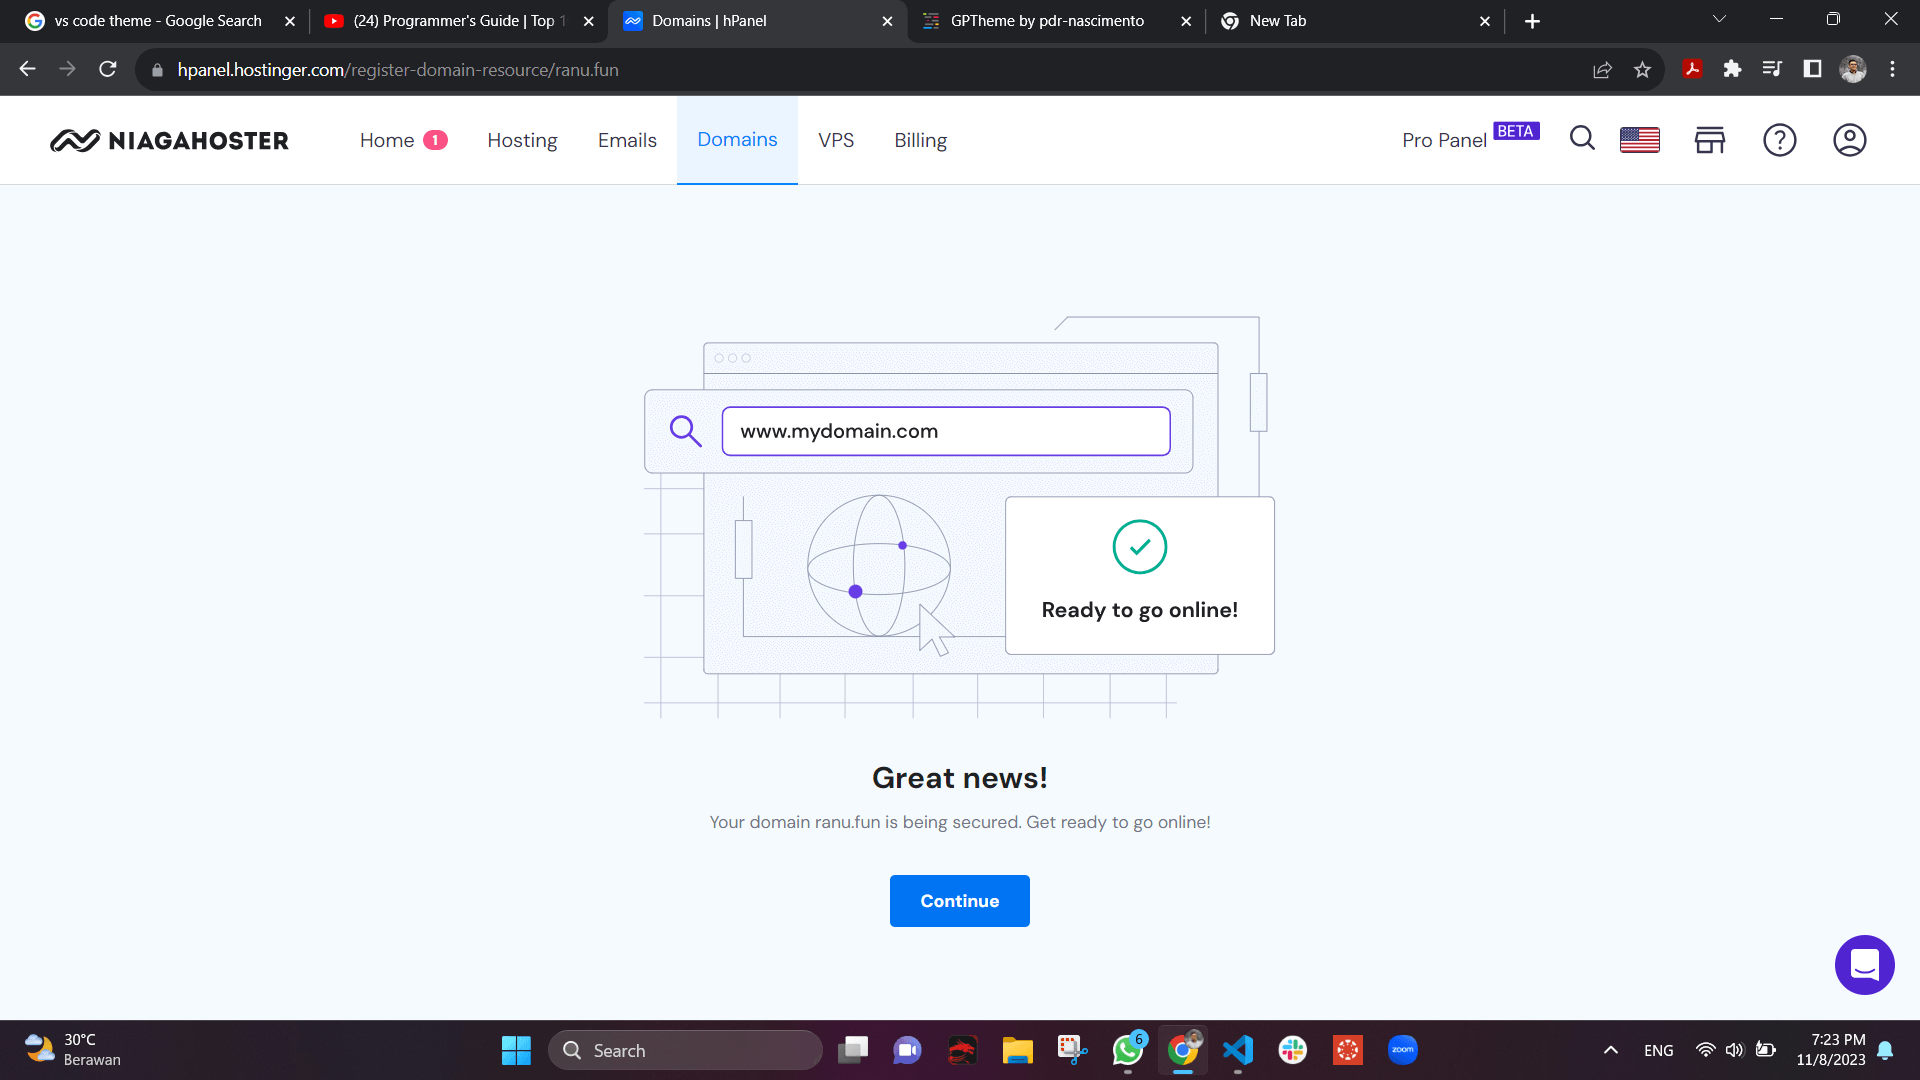 vs code theme - Google Search
(24) Programmer's Guide | Top 1
Domains | hPanel
GPTheme by pdr-nascimento
New Tab
hpanel.hostinger.com/register-domain-resource/ranu.fun
NIAGAHOSTER
Home 1
Hosting
Emails
Domains
VPS
Billing
Pro Panel BETA
www.mydomain.com
Ready to go online!
Great news!
Your domain ranu.fun is being secured. Get ready to go online!
Continue
30°C
Berawan
Search
6
zoom
ENG
7:23 PM
11/8/2023